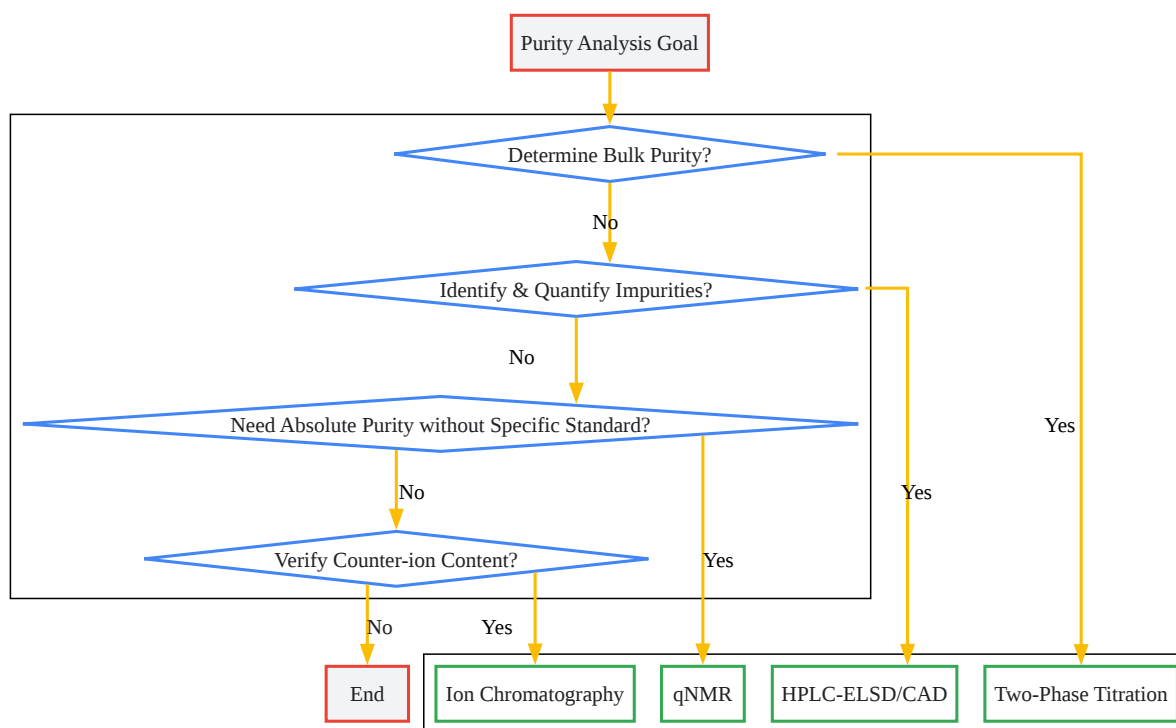 Purity Analysis Goal
Determine Bulk Purity?
No
Identify & Quantify Impurities?
No
Need Absolute Purity without Specific Standard?
Yes
No
Yes
Verify Counter-ion Content?
Yes
No
Yes
End
Ion Chromatography
qNMR
HPLC-ELSD/CAD
Two-Phase Titration